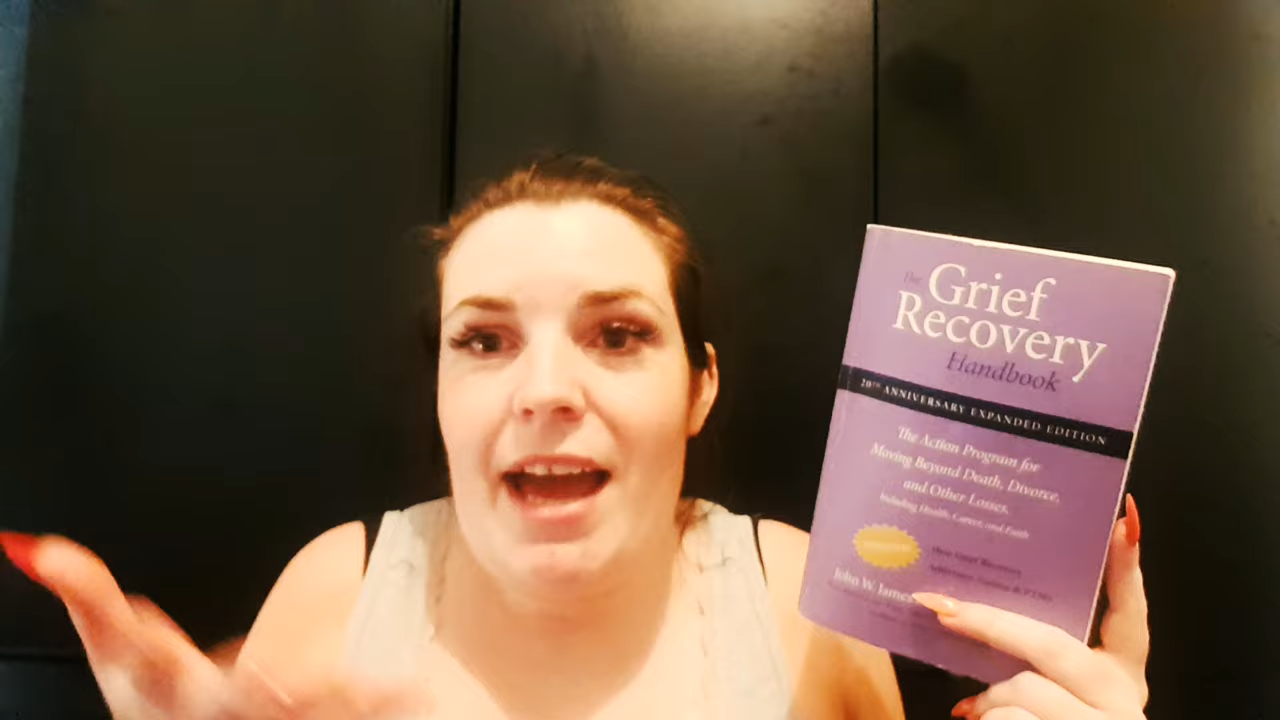 The
Grief
Recovery
Handbook
20TH ANNIVERSARY EXPANDED EDITION
The Action Program for
Moving Beyond Death, Divorce,
and Other Losses,
Including Health, Career, and Faith
John W. James